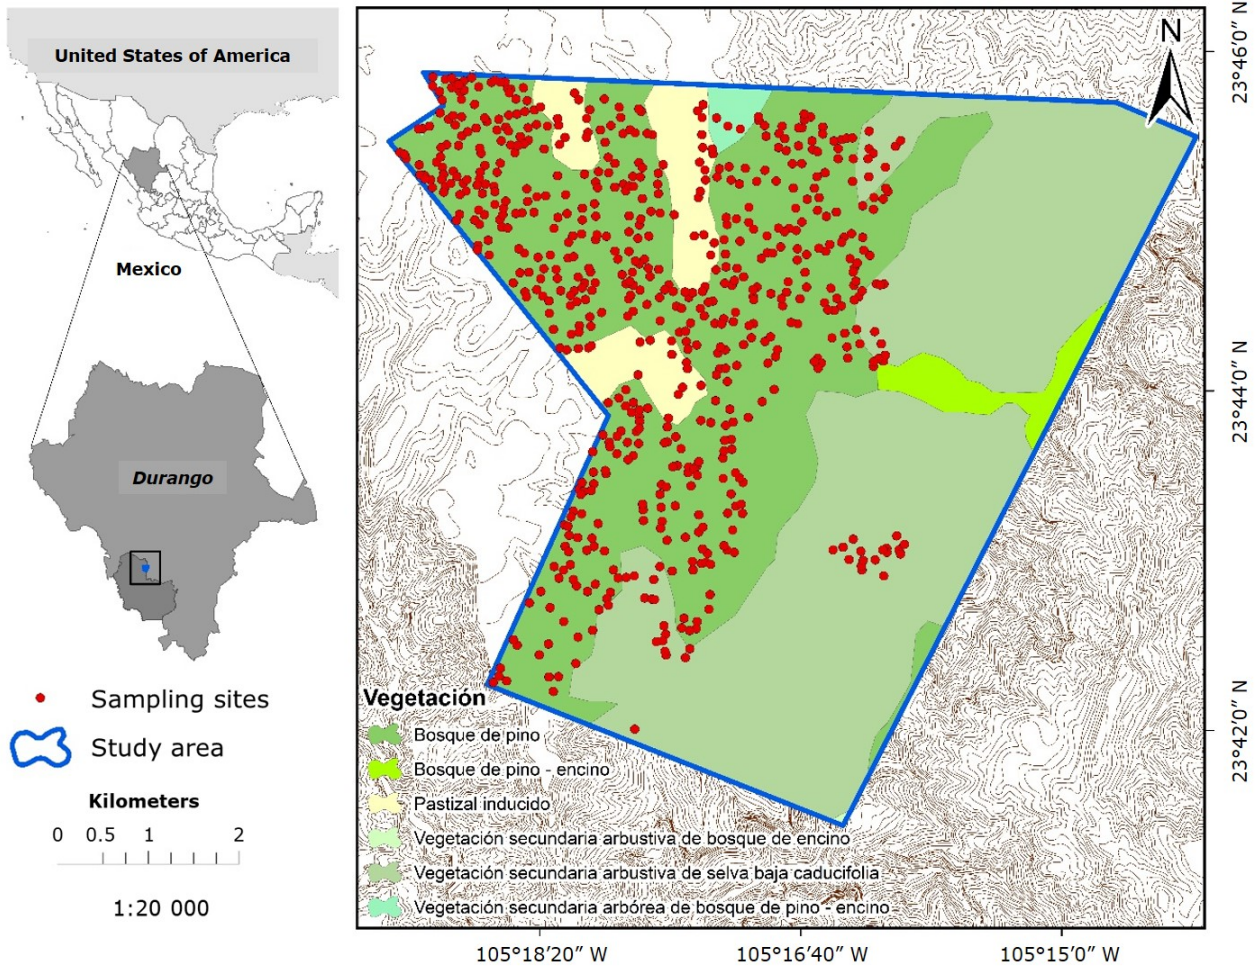 United States of America
Mexico
Durango
Sampling sites
Study area
Kilometers
0 0.5 1 2
1:20 000
N
Vegetación
Bosque de pino
Bosque de pino - encino
Pastizal inducido
Vegetación secundaria arbustiva de bosque de encino
Vegetación secundaria arbustiva de selva baja caducifolia
Vegetación secundaria arbórea de bosque de pino - encino
23°46′0″ N
23°44′0″ N
23°42′0″ N
105°18′20″ W 105°16′40″ W 105°15′0″ W